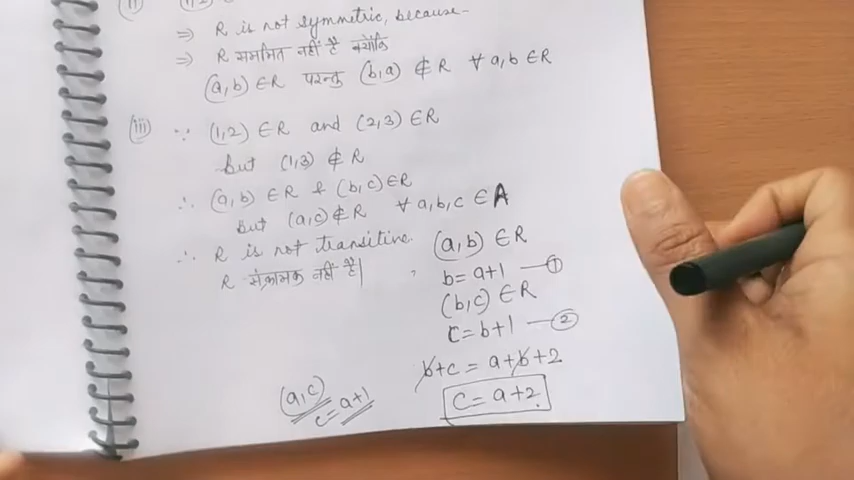 (ii)
⇒ R is not symmetric, because-
⇒ R सममित नहीं है क्योंकि
(a,b) ∈R परन्तु (b,a) ∉ R ∀ a,b ∈ R
(iii) ∵ (1,2) ∈R and (2,3) ∈R
but (1,3) ∉ R
∴ (a,b) ∈R & (b,c) ∈R
but (a,c) ∉ R ∀ a,b,c ∈ A
∴ R is not transitive.
R संक्रामक नहीं है|
(a,b) ∈R
b = a+1 —①
(b,c) ∈ R
c = b+1 —②
b+c = a+b+2
c = a+2.
(a,c)
c = a+1